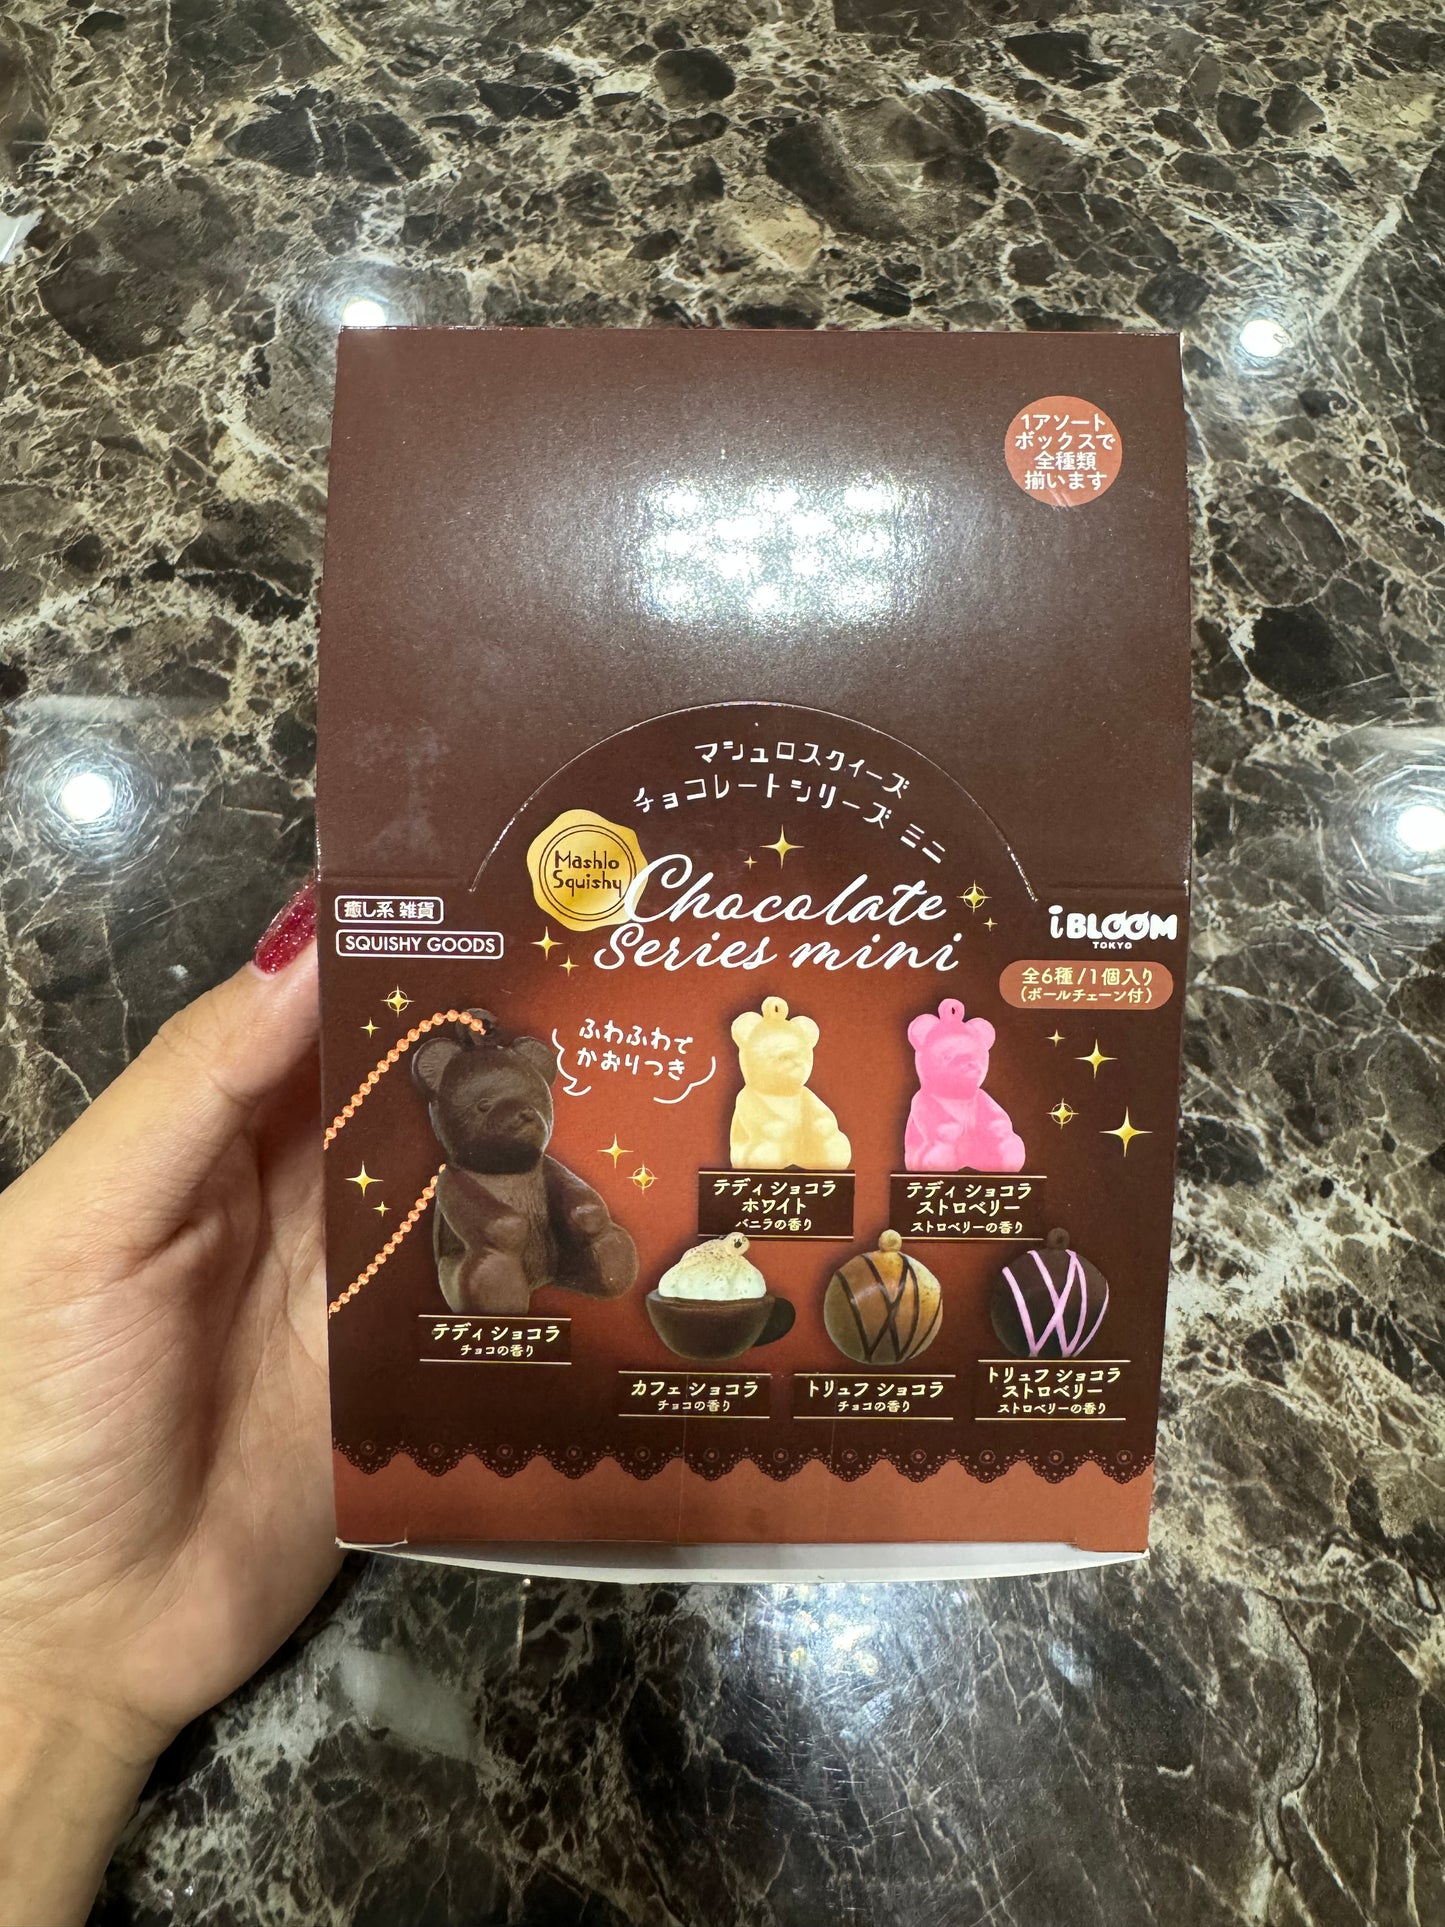 1アソート
ボックスで
全種類
揃います
マシュロスクイーズ
チョコレートシリーズ ミニ
Mashlo
Squishy
Chocolate
Series mini
癒し系 雑貨
SQUISHY GOODS
iBLOOM
TOKYO
全6種/1個入り
(ボールチェーン付)
ふわふわで
かおりつき
テディ ショコラ
ホワイト
バニラの香り
テディ ショコラ
ストロベリー
ストロベリーの香り
テディ ショコラ
チョコの香り
カフェ ショコラ
チョコの香り
トリュフ ショコラ
チョコの香り
トリュフ ショコラ
ストロベリー
ストロベリーの香り